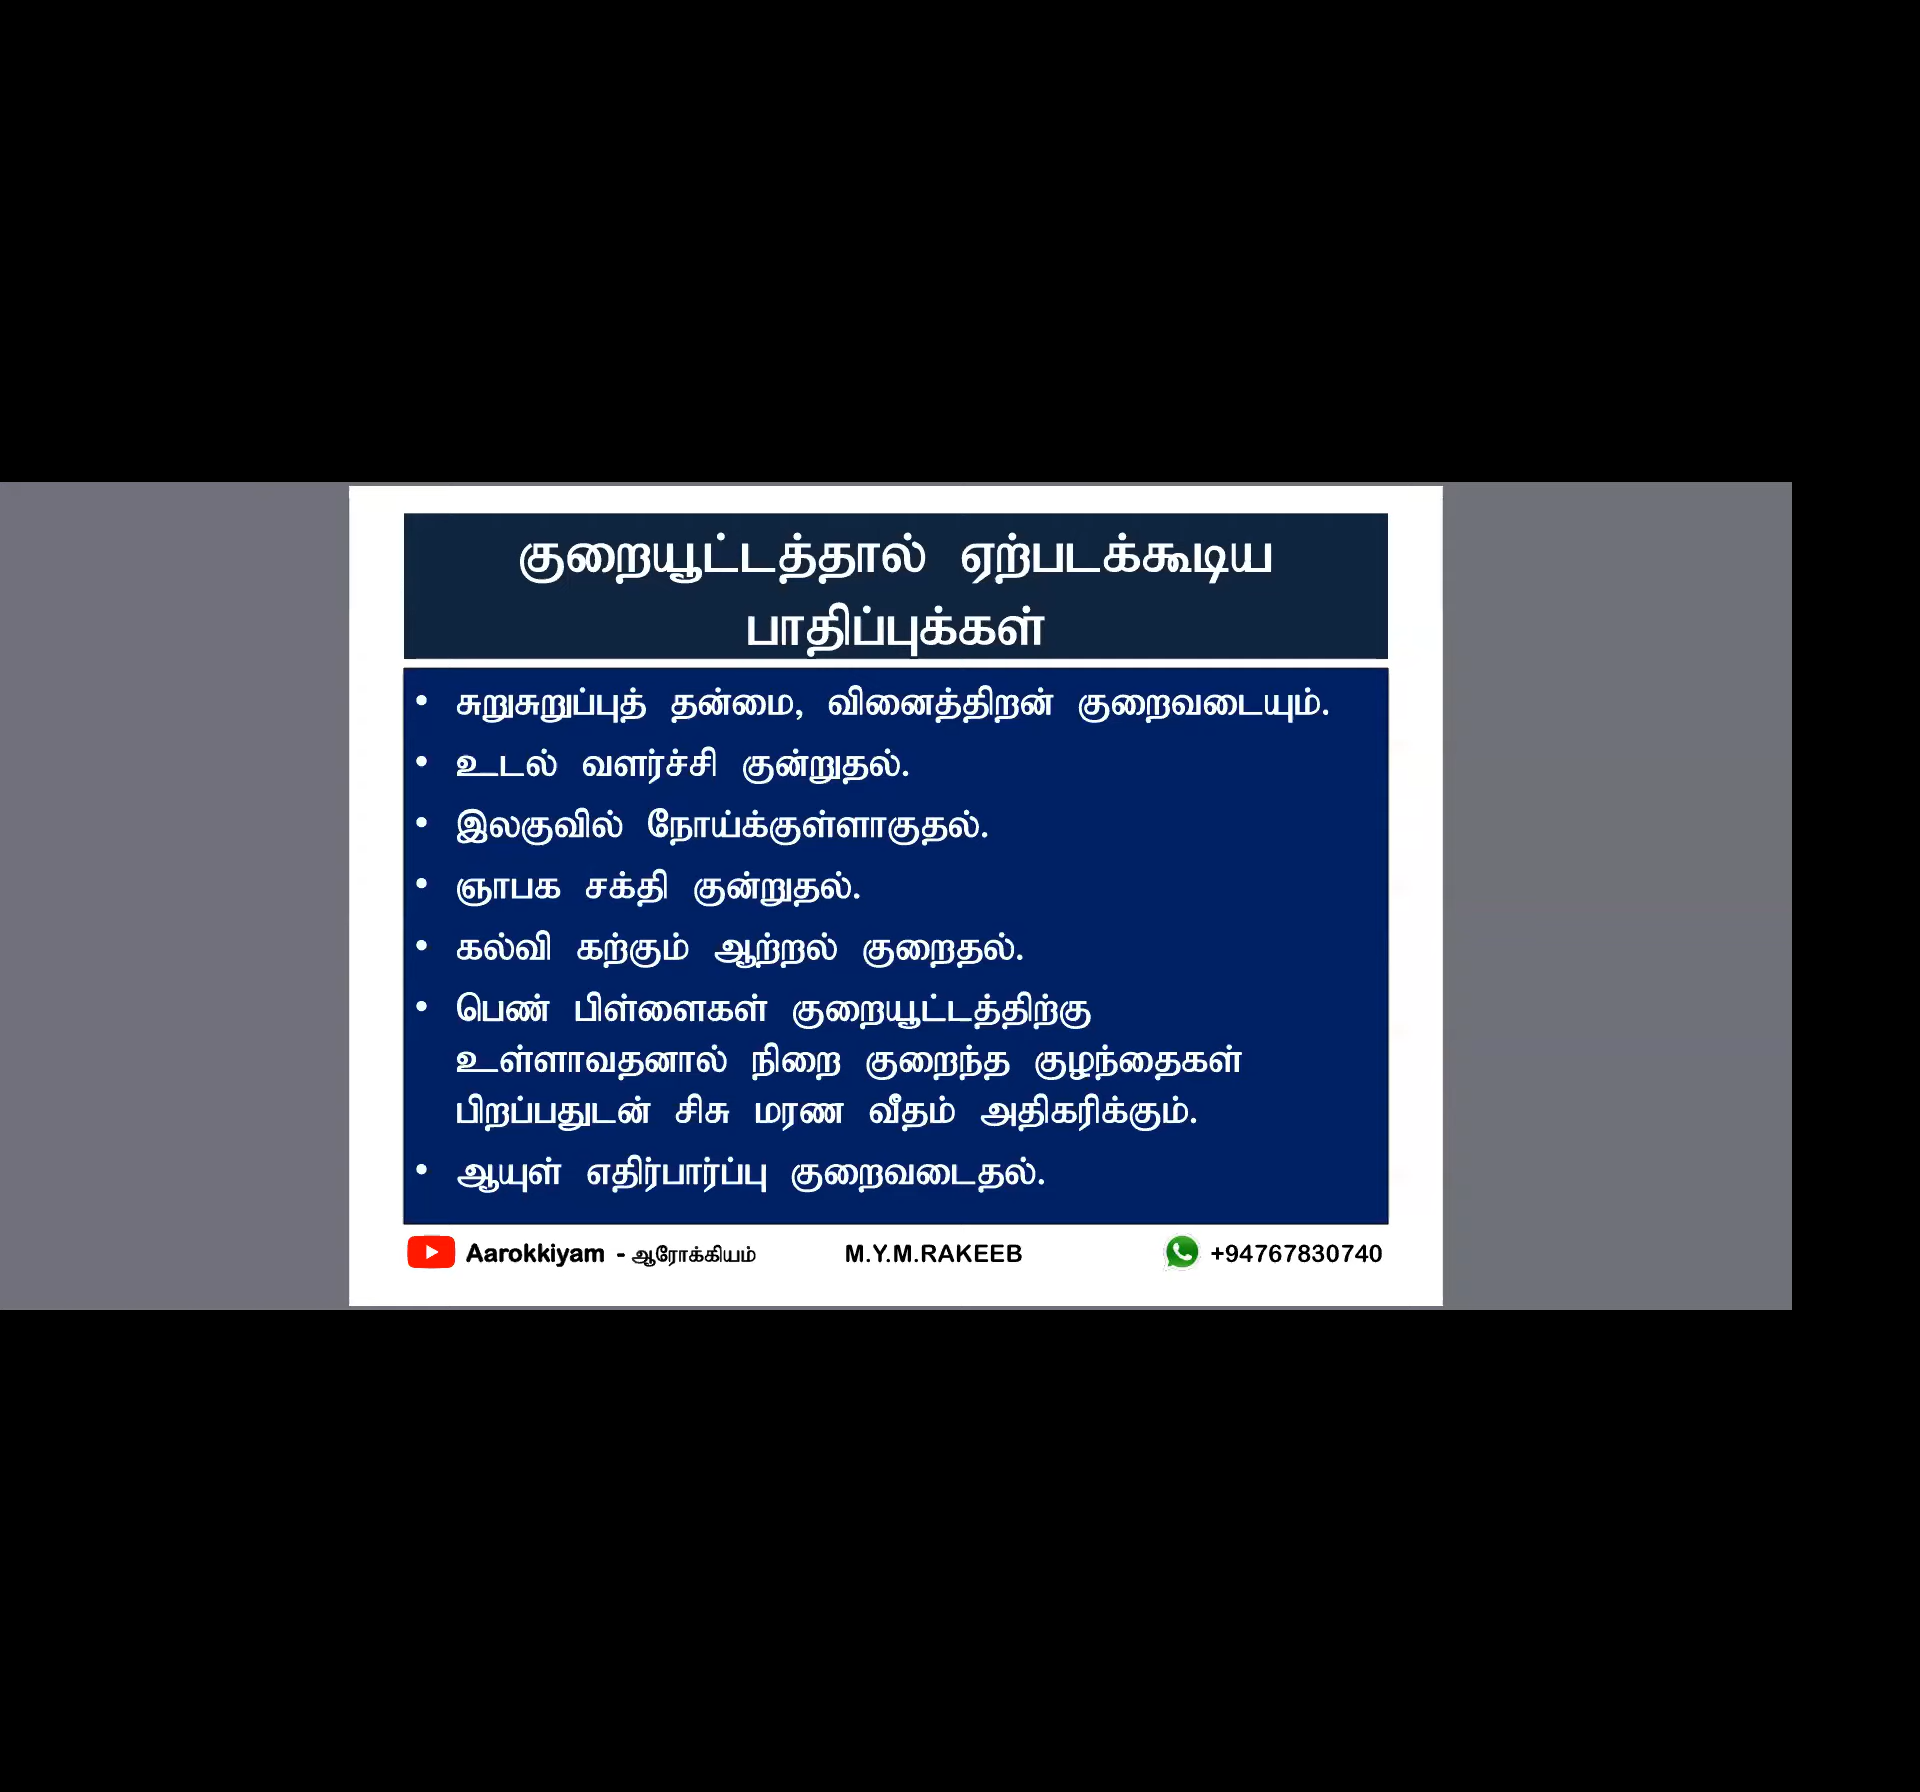 குறையூட்டத்தால் ஏற்படக்கூடிய
பாதிப்புக்கள்
• சுறுசுறுப்புத் தன்மை, வினைத்திறன் குறைவடையும்.
• உடல் வளர்ச்சி குன்றுதல்.
• இலகுவில் நோய்க்குள்ளாகுதல்.
• ஞாபக சக்தி குன்றுதல்.
• கல்வி கற்கும் ஆற்றல் குறைதல்.
• பெண் பிள்ளைகள் குறையூட்டத்திற்கு
உள்ளாவதனால் நிறை குறைந்த குழந்தைகள்
பிறப்பதுடன் சிசு மரண வீதம் அதிகரிக்கும்.
• ஆயுள் எதிர்பார்ப்பு குறைவடைதல்.
Aarokkiyam - ஆரோக்கியம் M.Y.M.RAKEEB +94767830740